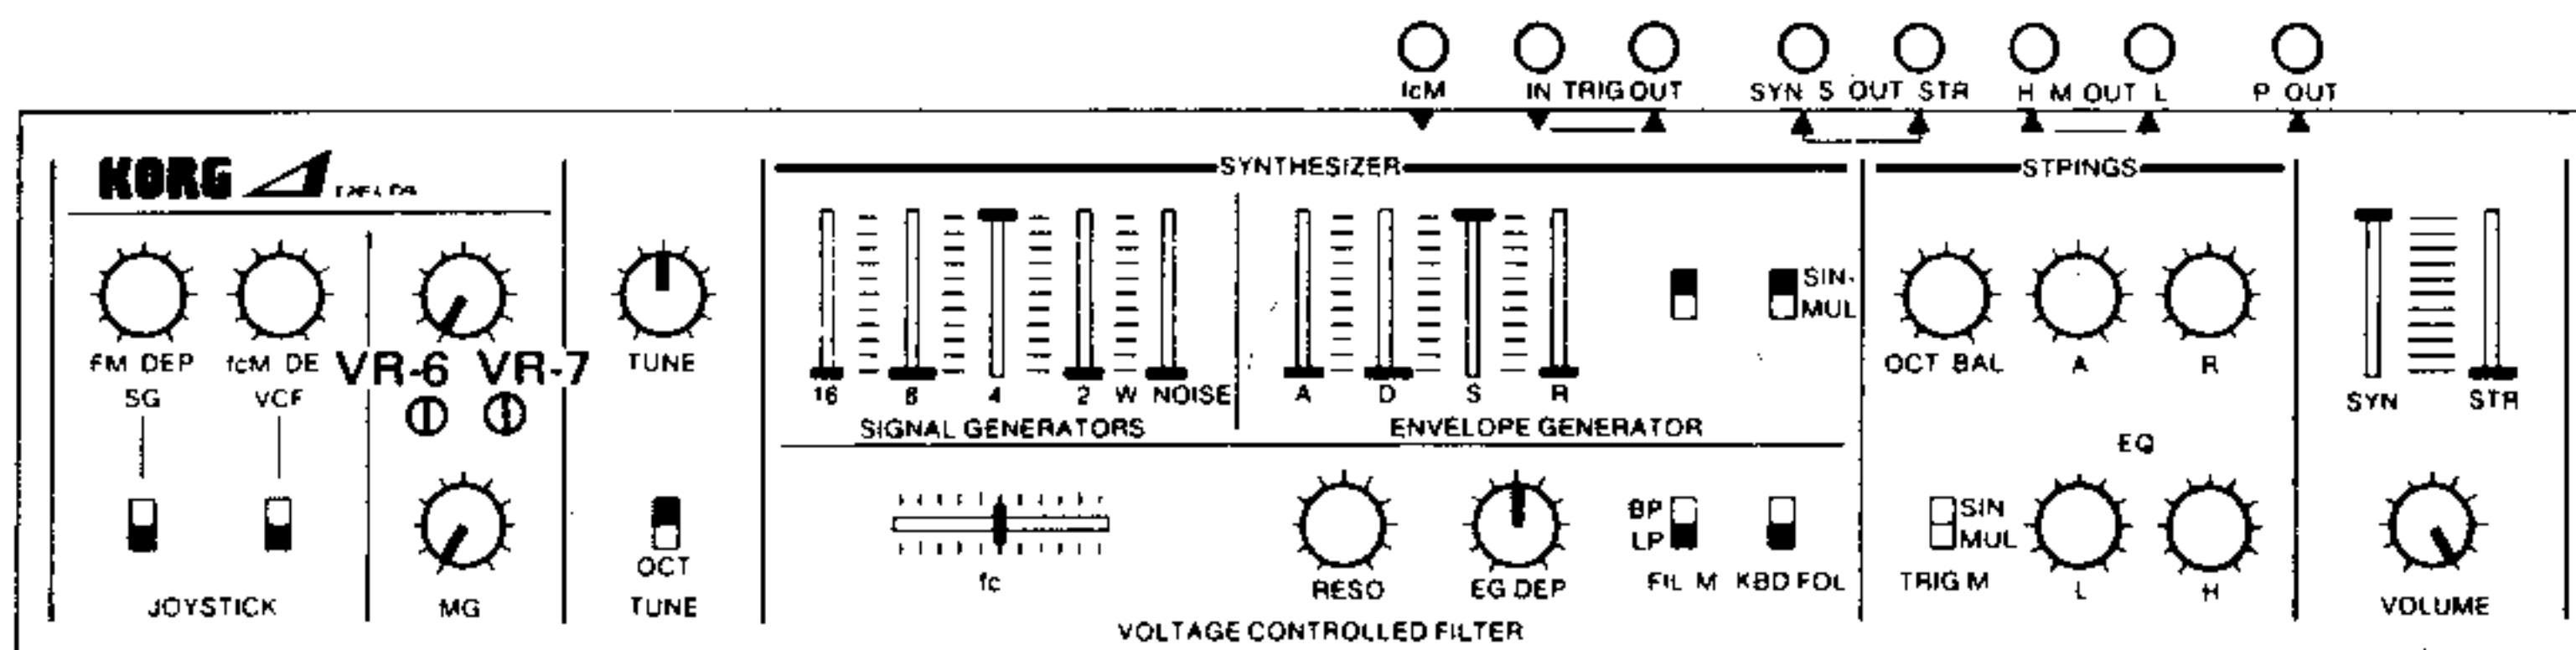 fcM IN TRIG OUT SYN S OUT STR H M OUT L P OUT
KORG
SYNTHESIZER STRINGS
SIN
MUL
FM DEP fcM DE VR-6 VR-7 TUNE
OCT BAL A R
SG VCF
16 8 4 2 W NOISE A D S R
SYN STR
SIGNAL GENERATORS ENVELOPE GENERATOR
EQ
BP
LP
SIN
MUL
OCT
fc RESO EG DEP FIL M KBD FOL TRIG M L H
JOYSTICK MG TUNE VOLUME
VOLTAGE CONTROLLED FILTER